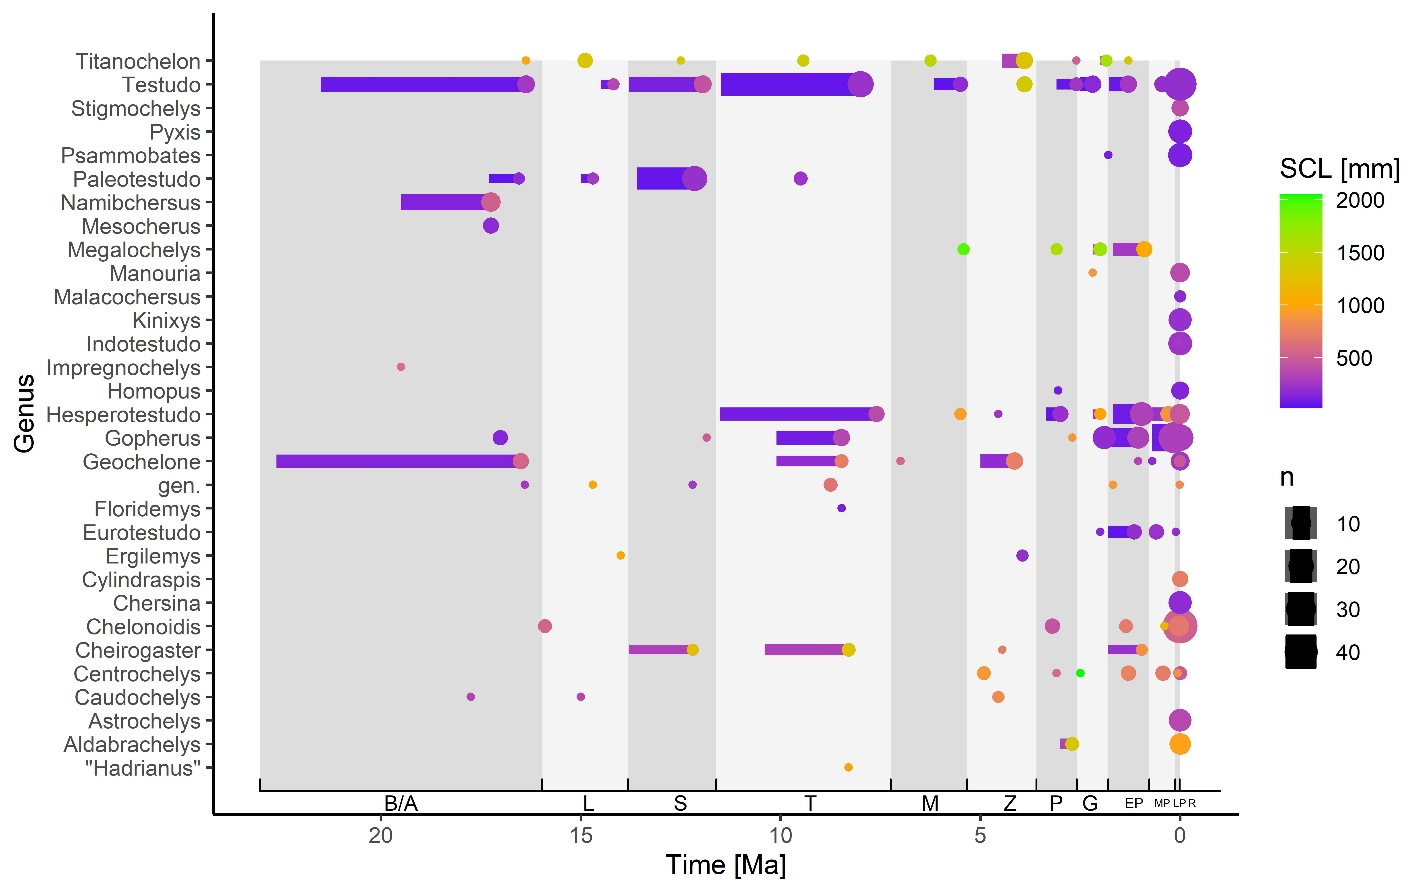 Titanochelon
Testudo
Stigmochelys
Pyxis
Psammobates
Paleotestudo
Namibchersus
Mesocherus
Megalochelys
Manouria
Malacochersus
Kinixys
Indotestudo
Impregnochelys
Homopus
Hesperotestudo
Gopherus
Geochelone
gen.
Floridemys
Eurotestudo
Ergilemys
Cylindraspis
Chersina
Chelonoidis
Cheirogaster
Centrochelys
Caudochelys
Astrochelys
Aldabrachelys
"Hadrianus"
Genus
B/A L S T M Z P G EP MP LP R
20 15 10 5 0
Time [Ma]
SCL [mm]
2000
1500
1000
500
n
10
20
30
40